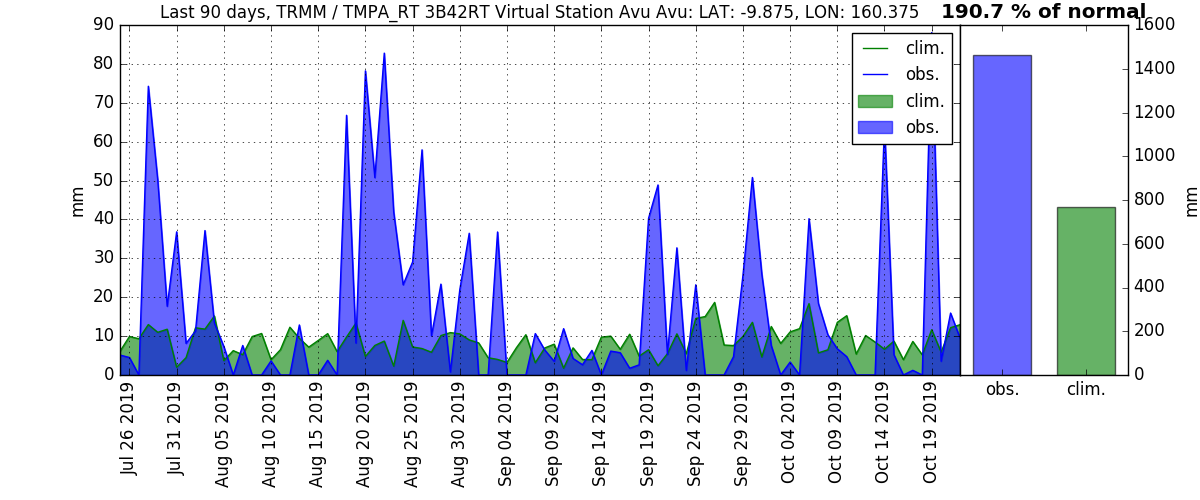 Last 90 days, TRMM / TMPA_RT 3B42RT Virtual Station Avu Avu: LAT: -9.875, LON: 160.375
190.7 % of normal
mm
90
80
70
60
50
40
30
20
10
0
clim.
obs.
clim.
obs.
Jul 26 2019
Jul 31 2019
Aug 05 2019
Aug 10 2019
Aug 15 2019
Aug 20 2019
Aug 25 2019
Aug 30 2019
Sep 04 2019
Sep 09 2019
Sep 14 2019
Sep 19 2019
Sep 24 2019
Sep 29 2019
Oct 04 2019
Oct 09 2019
Oct 14 2019
Oct 19 2019
1600
1400
1200
1000
800
600
400
200
0
mm
obs.
clim.